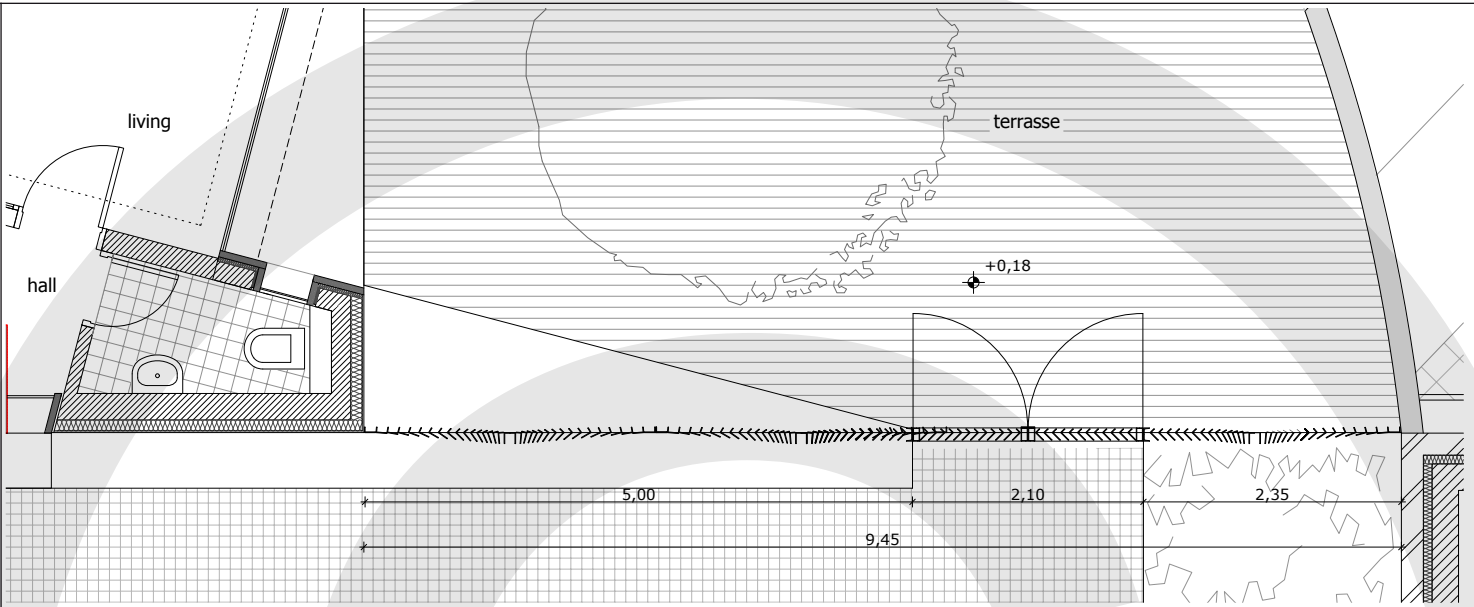 living
terrasse
+0,18
hall
5,00
2,10
2,35
9,45